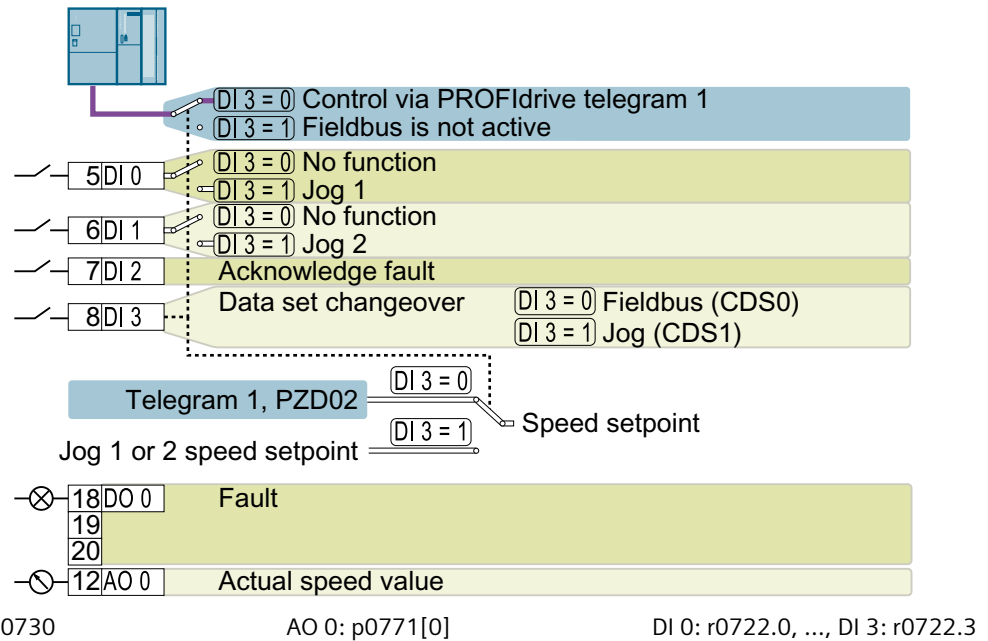 DI 3 = 0 Control via PROFIdrive telegram 1
DI 3 = 1 Fieldbus is not active
5 DI 0
DI 3 = 0 No function
DI 3 = 1 Jog 1
6 DI 1
DI 3 = 0 No function
DI 3 = 1 Jog 2
7 DI 2 Acknowledge fault
8 DI 3
Data set changeover DI 3 = 0 Fieldbus (CDS0)
DI 3 = 1 Jog (CDS1)
DI 3 = 0
Telegram 1, PZD02
Speed setpoint
DI 3 = 1
Jog 1 or 2 speed setpoint
18 DO 0 Fault
19
20
12 AO 0 Actual speed value
0730 AO 0: p0771[0] DI 0: r0722.0, ..., DI 3: r0722.3